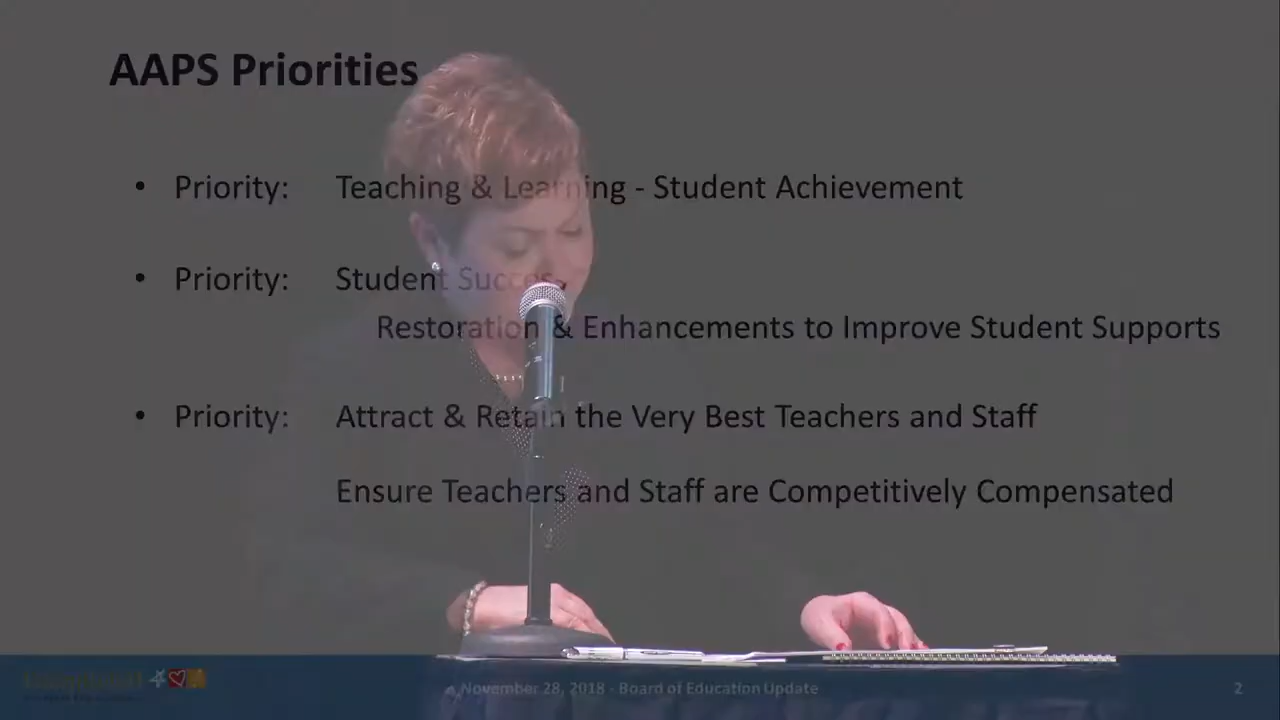 AAPS Priorities
• Priority: Teaching & Learning - Student Achievement
• Priority: Student Success
Restoration & Enhancements to Improve Student Supports
• Priority: Attract & Retain the Very Best Teachers and Staff
Ensure Teachers and Staff are Competitively Compensated
November 28, 2018 - Board of Education Update
2